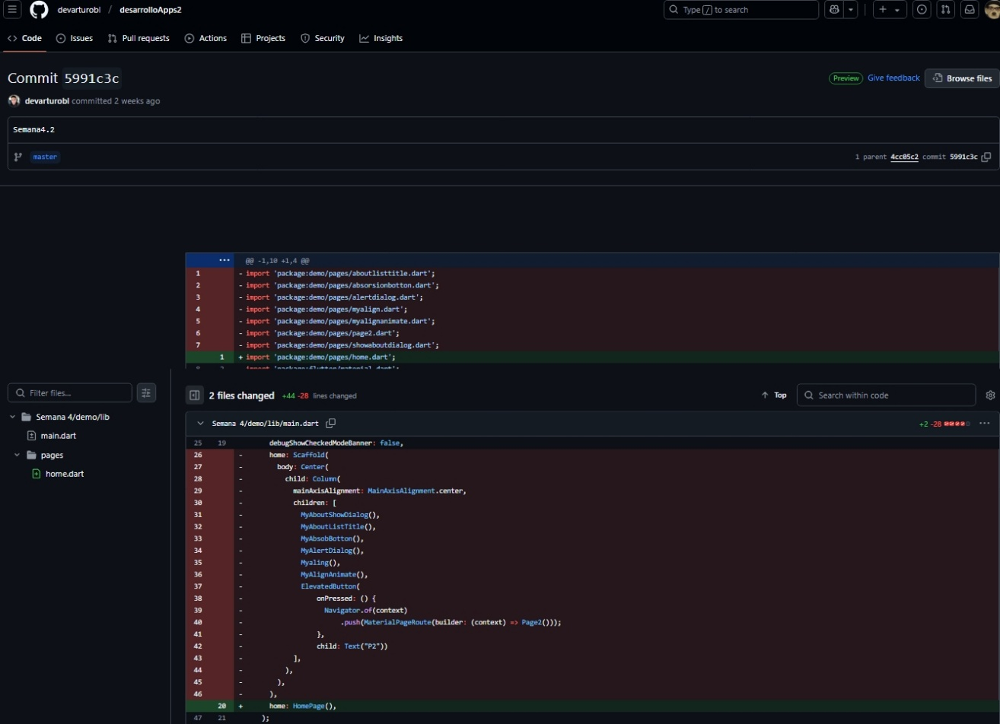 devarturobl / desarrolloApps2
Type / to search
Code Issues Pull requests Actions Projects Security Insights
Commit 5991c3c
Preview Give feedback Browse files
devarturobl committed 2 weeks ago
Semana4.2
master
1 parent 4cc05c2 commit 5991c3c
@@ -1,10 +1,4 @@
1 - import 'package:demo/pages/aboutlisttitle.dart';
2 - import 'package:demo/pages/absorsionbotton.dart';
3 - import 'package:demo/pages/alertdialog.dart';
4 - import 'package:demo/pages/myalign.dart';
5 - import 'package:demo/pages/myalignanimate.dart';
6 - import 'package:demo/pages/page2.dart';
7 - import 'package:demo/pages/showaboutdialog.dart';
1 + import 'package:demo/pages/home.dart';
8 2 import 'package:flutter/material.dart';
Filter files...
Semana 4/demo/lib
main.dart
pages
home.dart
2 files changed +44 -28 lines changed
Top
Search within code
Semana 4/demo/lib/main.dart
+2 -28
25 19 debugShowCheckedModeBanner: false,
26 - home: Scaffold(
27 - body: Center(
28 - child: Column(
29 - mainAxisAlignment: MainAxisAlignment.center,
30 - children: [
31 - MyAboutShowDialog(),
32 - MyAboutListTitle(),
33 - MyAbsobBotton(),
34 - MyAlertDialog(),
35 - Myaling(),
36 - MyAlignAnimate(),
37 - ElevatedButton(
38 - onPressed: () {
39 - Navigator.of(context)
40 - .push(MaterialPageRoute(builder: (context) => Page2()));
41 - },
42 - child: Text("P2"))
43 - ],
44 - ),
45 - ),
46 - ),
20 + home: HomePage(),
47 21 );